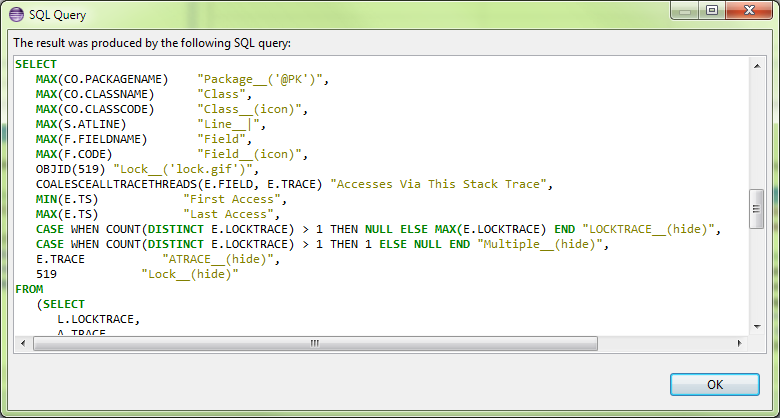 SQL Query
The result was produced by the following SQL query:
SELECT
MAX(CO.PACKAGENAME) "Package__('@PK')",
MAX(CO.CLASSNAME) "Class",
MAX(CO.CLASSCODE) "Class__(icon)",
MAX(S.ATLINE) "Line__|",
MAX(F.FIELDNAME) "Field",
MAX(F.CODE) "Field__(icon)",
OBJID(519) "Lock__('lock.gif')",
COALESCEALLTRACETHREADS(E.FIELD, E.TRACE) "Accesses Via This Stack Trace",
MIN(E.TS) "First Access",
MAX(E.TS) "Last Access",
CASE WHEN COUNT(DISTINCT E.LOCKTRACE) > 1 THEN NULL ELSE MAX(E.LOCKTRACE) END "LOCKTRACE__(hide)",
CASE WHEN COUNT(DISTINCT E.LOCKTRACE) > 1 THEN 1 ELSE NULL END "Multiple__(hide)",
E.TRACE "ATRACE__(hide)",
519 "Lock__(hide)"
FROM
(SELECT
L.LOCKTRACE,
A.TRACE
OK